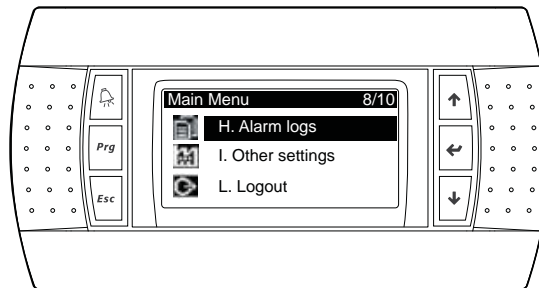 Main Menu 8/10
H. Alarm logs
Prg
I. Other settings
Esc
L. Logout